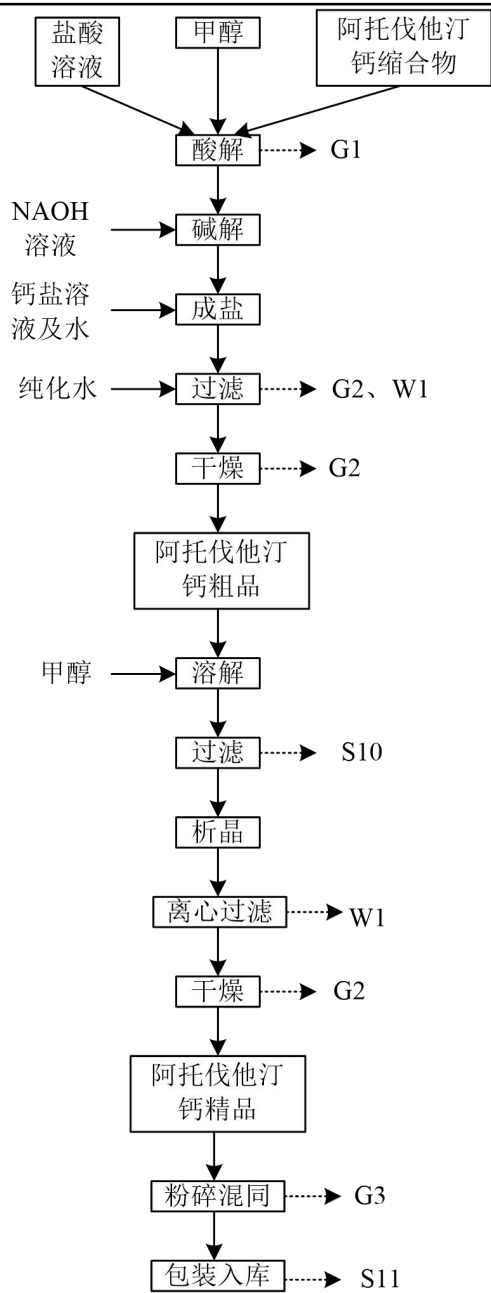 盐酸
溶液
甲醇
阿托伐他汀
钙缩合物
酸解
G1
NAOH
溶液
碱解
钙盐溶
液及水
成盐
纯化水
过滤
G2、W1
干燥
G2
阿托伐他汀
钙粗品
甲醇
溶解
过滤
S10
析晶
离心过滤
W1
干燥
G2
阿托伐他汀
钙精品
粉碎混同
G3
包装入库
S11